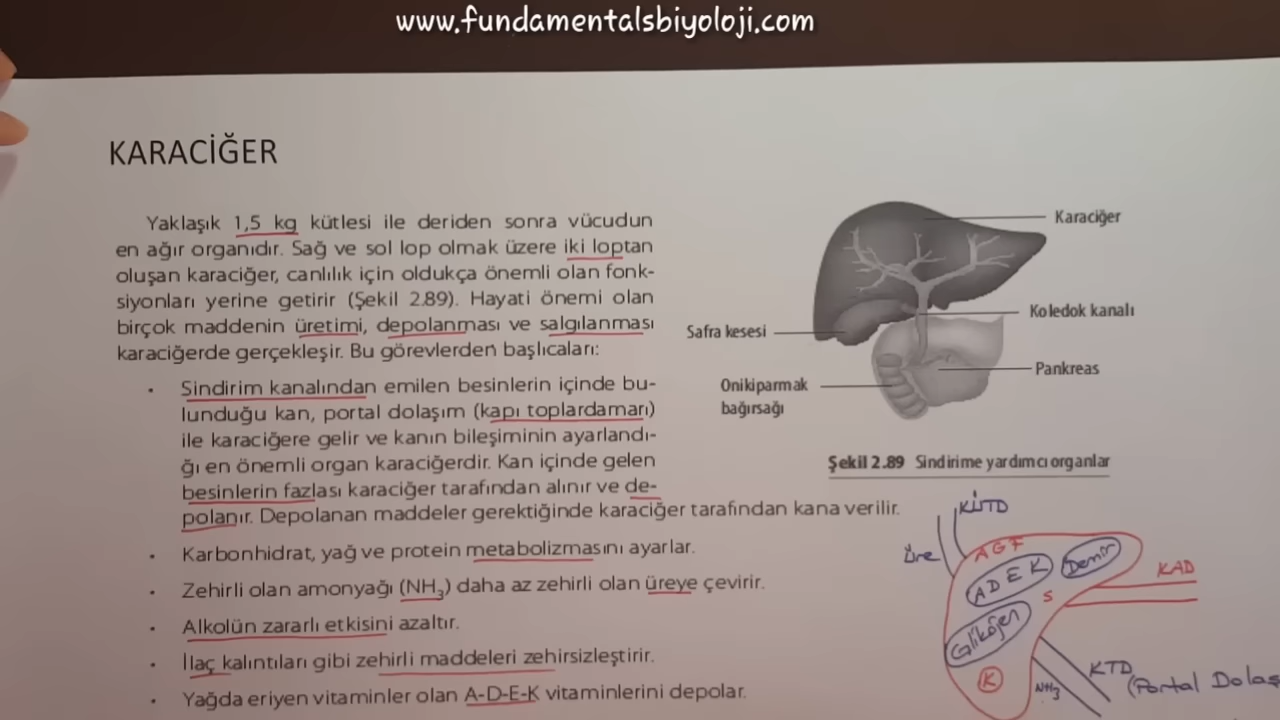 www.fundamentalsbiyoloji.com
KARACİĞER
Yaklaşık 1,5 kg kütlesi ile deriden sonra vücudun
en ağır organıdır. Sağ ve sol lop olmak üzere iki loptan
oluşan karaciğer, canlılık için oldukça önemli olan fonk-
siyonları yerine getirir (Şekil 2.89). Hayati önemi olan
birçok maddenin üretimi, depolanması ve salgılanması
karaciğerde gerçekleşir. Bu görevlerden başlıcaları:
• Sindirim kanalından emilen besinlerin içinde bu-
lunduğu kan, portal dolaşım (kapı toplardamarı)
ile karaciğere gelir ve kanın bileşiminin ayarlandı-
ğı en önemli organ karaciğerdir. Kan içinde gelen
besinlerin fazlası karaciğer tarafından alınır ve de-
polanır. Depolanan maddeler gerektiğinde karaciğer tarafından kana verilir.
• Karbonhidrat, yağ ve protein metabolizmasını ayarlar.
• Zehirli olan amonyağı (NH₃) daha az zehirli olan üreye çevirir.
• Alkolün zararlı etkisini azaltır.
• İlaç kalıntıları gibi zehirli maddeleri zehirsizleştirir.
• Yağda eriyen vitaminler olan A-D-E-K vitaminlerini depolar.
Karaciğer
Koledok kanalı
Safra kesesi
Pankreas
Onikiparmak
bağırsağı
Şekil 2.89 Sindirime yardımcı organlar
KÜTD
üre
AGF
ADEK
Demir
S
KAD
Glikojen
K
NH₃
KTD
(Portal Dolaş